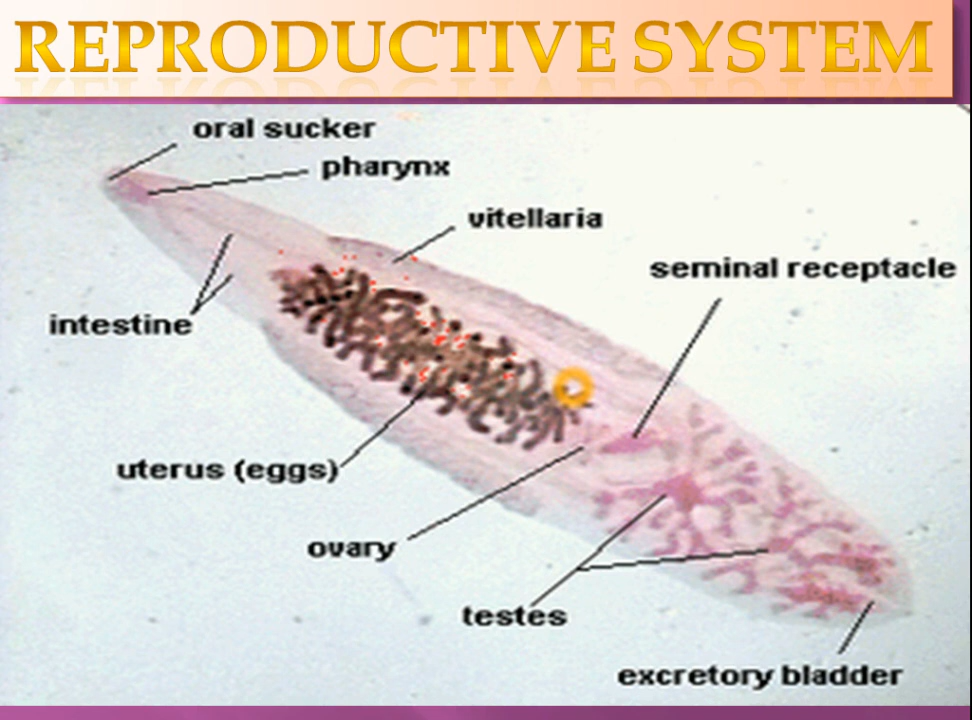 REPRODUCTIVE SYSTEM
oral sucker
pharynx
vitellaria
seminal receptacle
intestine
uterus (eggs)
ovary
testes
excretory bladder